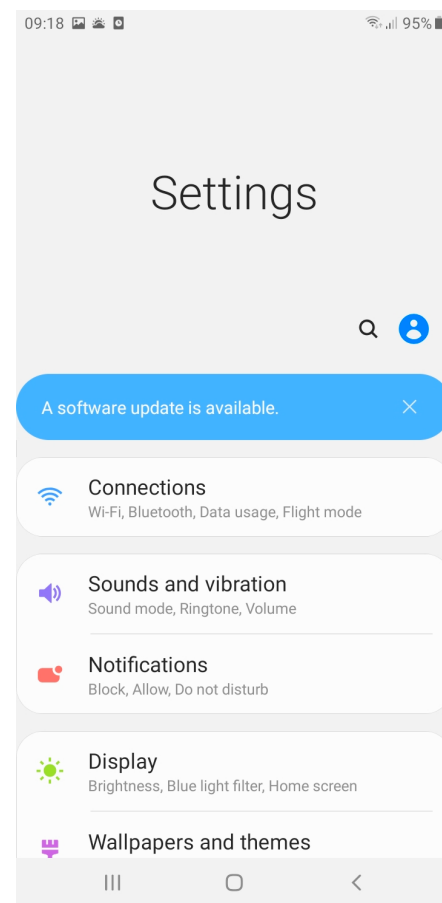 09:18 95%
Settings
A software update is available.
Connections
Wi-Fi, Bluetooth, Data usage, Flight mode
Sounds and vibration
Sound mode, Ringtone, Volume
Notifications
Block, Allow, Do not disturb
Display
Brightness, Blue light filter, Home screen
Wallpapers and themes